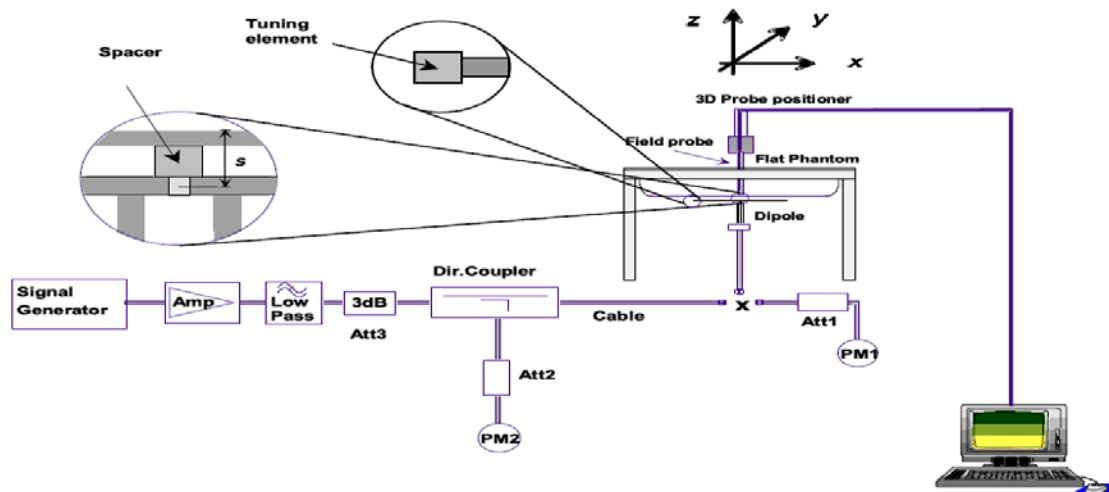 Tuning
element
Spacer
s
z
y
x
3D Probe positioner
Field probe
Flat Phantom
Dipole
Signal
Generator
Amp
Low
Pass
3dB
Att3
Dir.Coupler
Cable
x
Att1
PM1
Att2
PM2